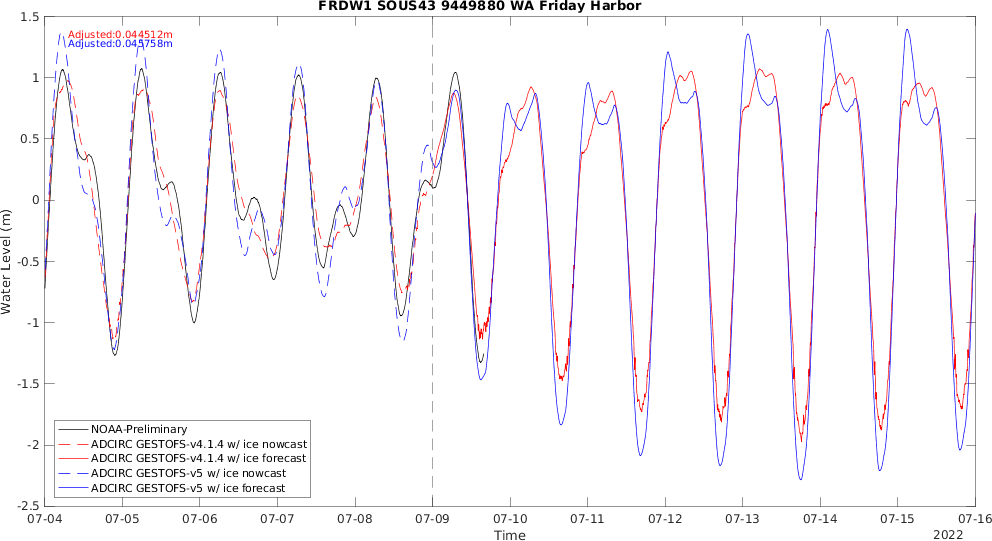 FRDW1 SOUS43 9449880 WA Friday Harbor
Adjusted:0.044512m
Adjusted:0.045758m
1.5
1
0.5
0
-0.5
-1
-1.5
-2
-2.5
Water Level (m)
NOAA-Preliminary
ADCIRC GESTOFS-v4.1.4 w/ ice nowcast
ADCIRC GESTOFS-v4.1.4 w/ ice forecast
ADCIRC GESTOFS-v5 w/ ice nowcast
ADCIRC GESTOFS-v5 w/ ice forecast
07-04 07-05 07-06 07-07 07-08 07-09 07-10 07-11 07-12 07-13 07-14 07-15 07-16
Time
2022